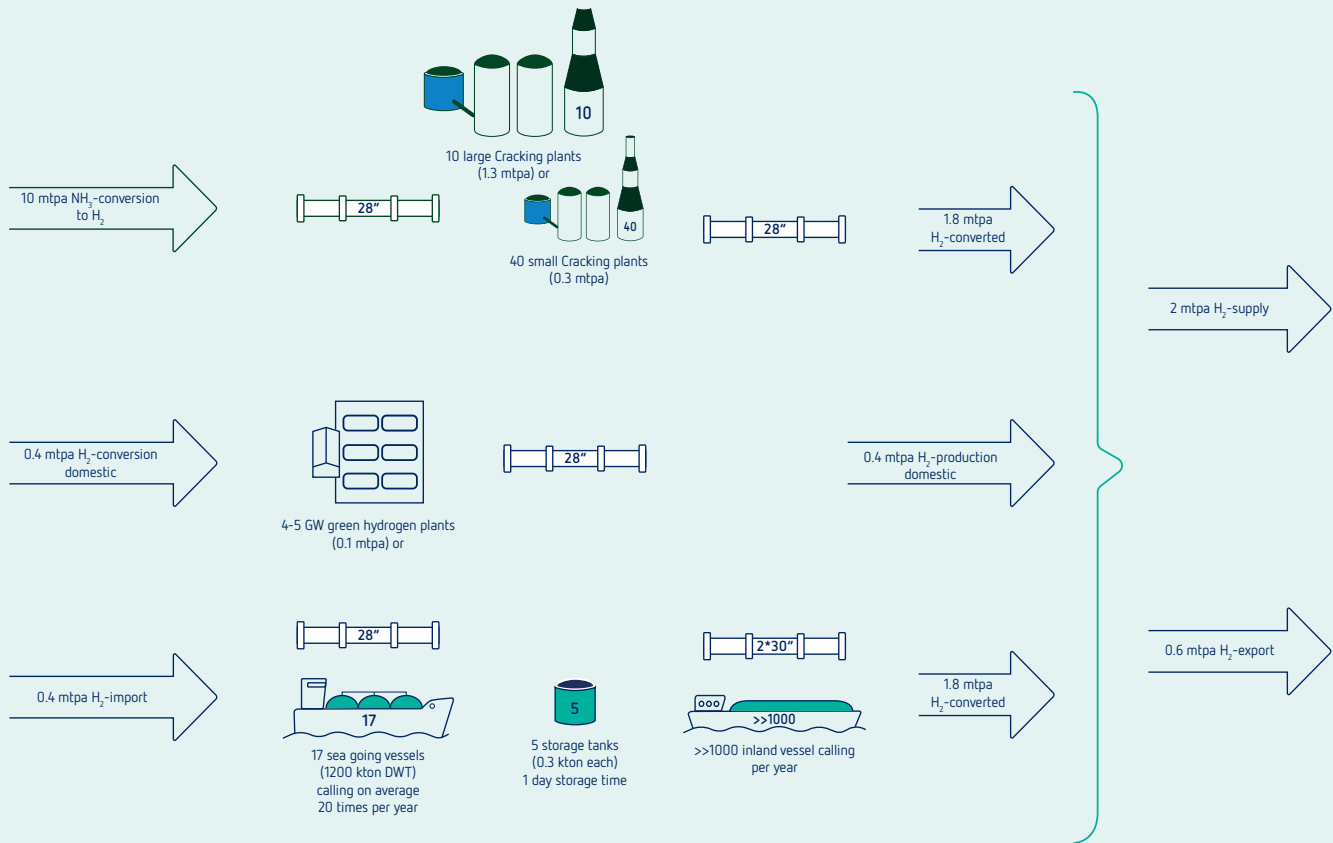 10
10 large Cracking plants
(1.3 mtpa) or
10 mtpa NH₃-conversion
to H₂
28”
40
40 small Cracking plants
(0.3 mtpa)
28”
1.8 mtpa
H₂-converted
2 mtpa H₂-supply
0.4 mtpa H₂-conversion
domestic
4-5 GW green hydrogen plants
(0.1 mtpa) or
28”
0.4 mtpa H₂-production
domestic
28”
2*30“
0.4 mtpa H₂-import
17
17 sea going vessels
(1200 kton DWT)
calling on average
20 times per year
5
5 storage tanks
(0.3 kton each)
1 day storage time
>>1000
>>1000 inland vessel calling
per year
1.8 mtpa
H₂-converted
0.6 mtpa H₂-export